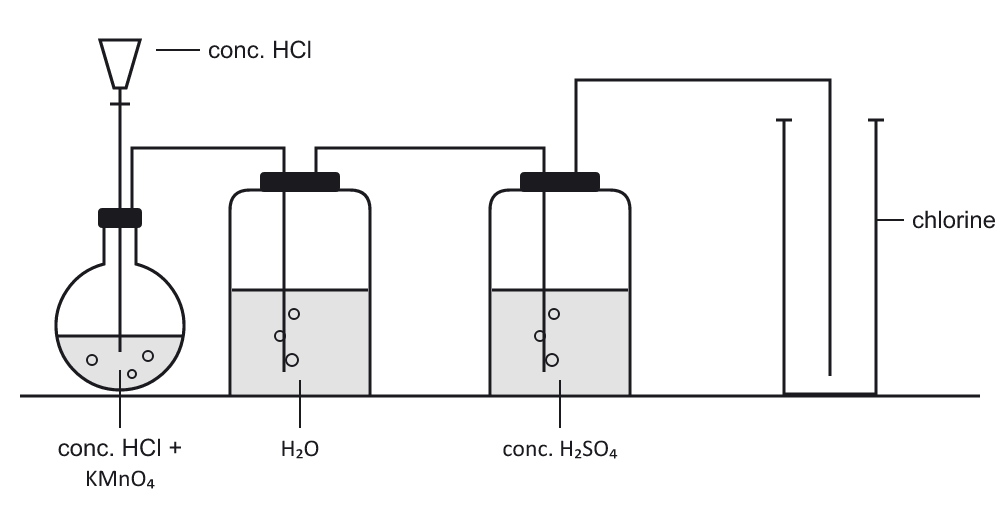 conc. HCl
chlorine
conc. HCl +
KMnO₄
H₂O
conc. H₂SO₄